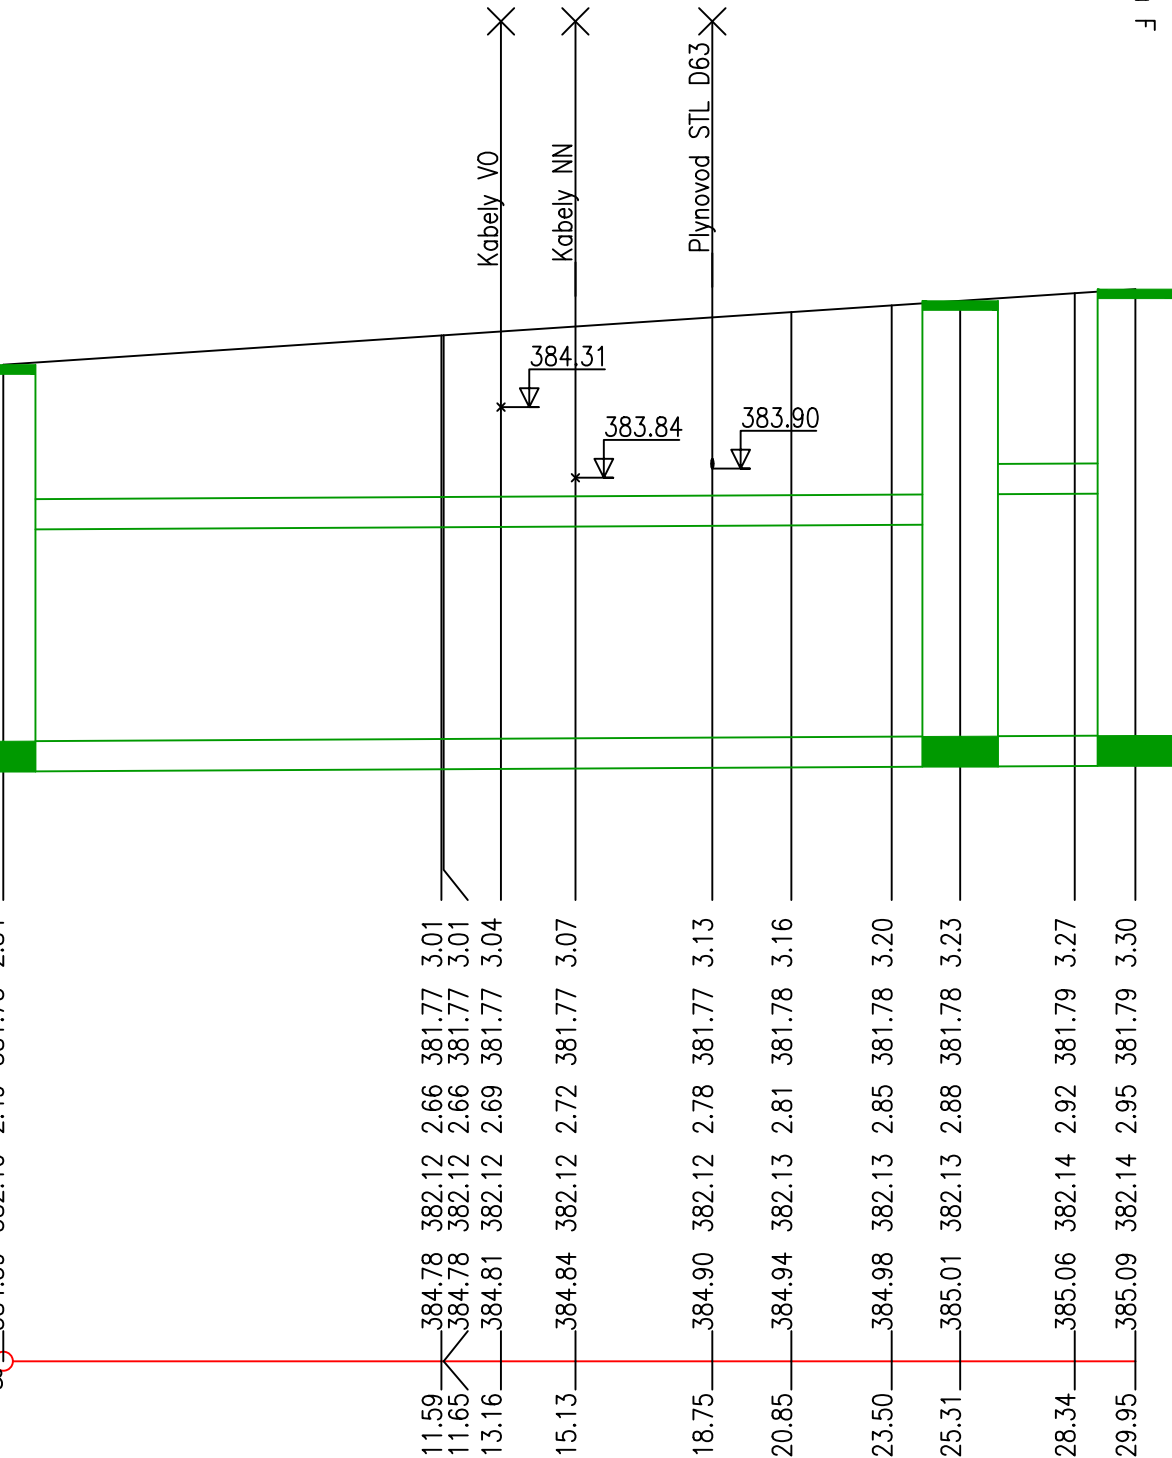 F
Kabely VO
Kabely NN
Plynovod STL D63
384.31
383.84
383.90
11.59 384.78 382.12 2.66 381.77 3.01
11.65 384.78 382.12 2.66 381.77 3.01
13.16 384.81 382.12 2.69 381.77 3.04
15.13 384.84 382.12 2.72 381.77 3.07
18.75 384.90 382.12 2.78 381.77 3.13
20.85 384.94 382.13 2.81 381.78 3.16
23.50 384.98 382.13 2.85 381.78 3.20
25.31 385.01 382.13 2.88 381.78 3.23
28.34 385.06 382.14 2.92 381.79 3.27
29.95 385.09 382.14 2.95 381.79 3.30